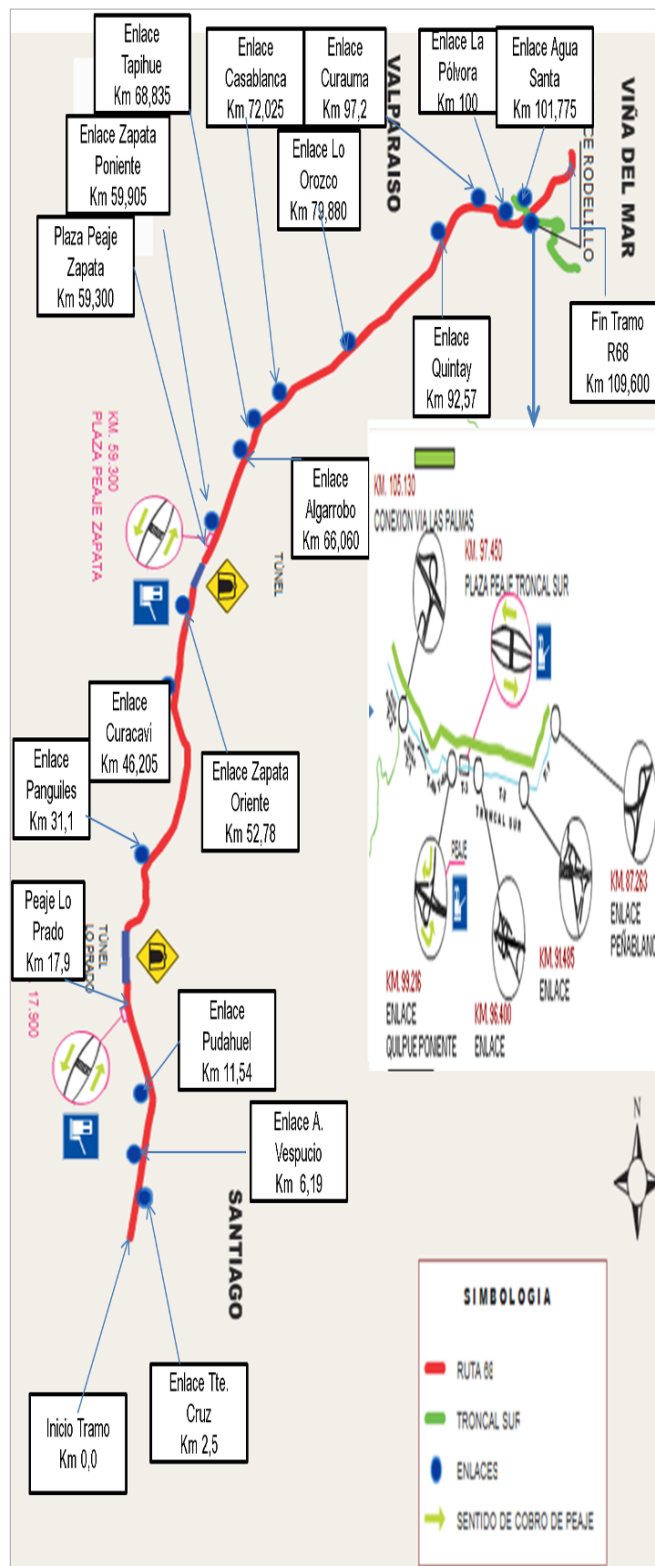 Enlace
Tapihue
Km 68,835
Enlace
Casablanca
Km 72,025
Enlace
Curauma
Km 97,2
VALPARAISO
Enlace La
Pólvora
Km 100
Enlace Agua
Santa
Km 101,775
VIÑA DEL MAR
CE RODELILLO
Enlace Zapata
Poniente
Km 59,905
Enlace Lo
Orozco
Km 79,880
Plaza Peaje
Zapata
Km 59,300
Enlace
Quintay
Km 92,57
Fin Tramo
R68
Km 109,600
KM. 59.300
PLAZA PEAJE ZAPATA
Enlace
Algarrobo
Km 66,060
TÚNEL
KM. 105.130
CONEXION VIA LAS PALMAS
KM. 97.450
PLAZA PEAJE TRONCAL SUR
T3
T2
TRONCAL SUR
PEAJE
KM. 87.263
ENLACE
PEÑABLANC
KM. 91.485
ENLACE
KM. 96.400
ENLACE
KM. 99.216
ENLACE
QUILPUE PONIENTE
Enlace
Curacaví
Km 46,205
Enlace Zapata
Oriente
Km 52,78
Enlace
Panguiles
Km 31,1
Peaje Lo
Prado
Km 17,9
TÚNEL
LO PRADO
17.900
Enlace
Pudahuel
Km 11,54
Enlace A.
Vespucio
Km 6,19
SANTIAGO
N
Enlace Tte.
Cruz
Km 2,5
Inicio Tramo
Km 0,0
SIMBOLOGIA
RUTA 68
TRONCAL SUR
ENLACES
SENTIDO DE COBRO DE PEAJE